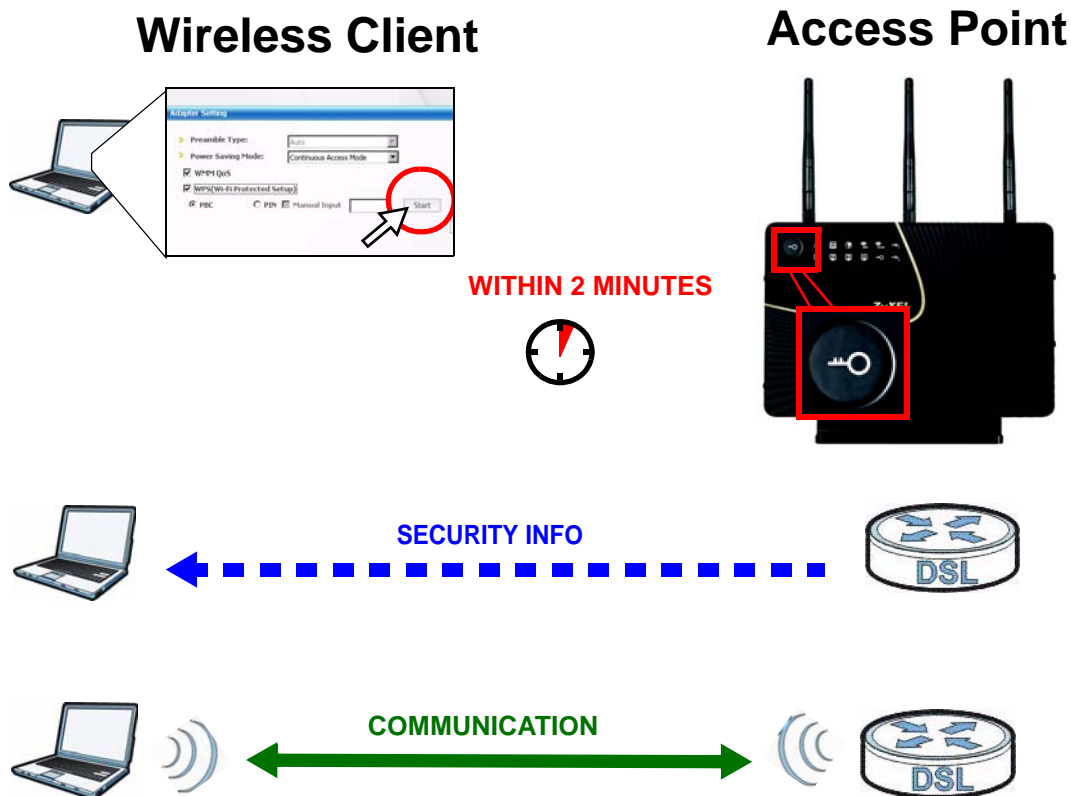 Wireless Client
Access Point
Adapter Setting
Preamble Type:
Auto
Power Saving Mode:
Continuous Access Mode
WMM QoS
WPS(Wi-Fi Protected Setup)
PBC
PIN
Manual Input
Start
WITHIN 2 MINUTES
ZyXEL
SECURITY INFO
DSL
COMMUNICATION
DSL